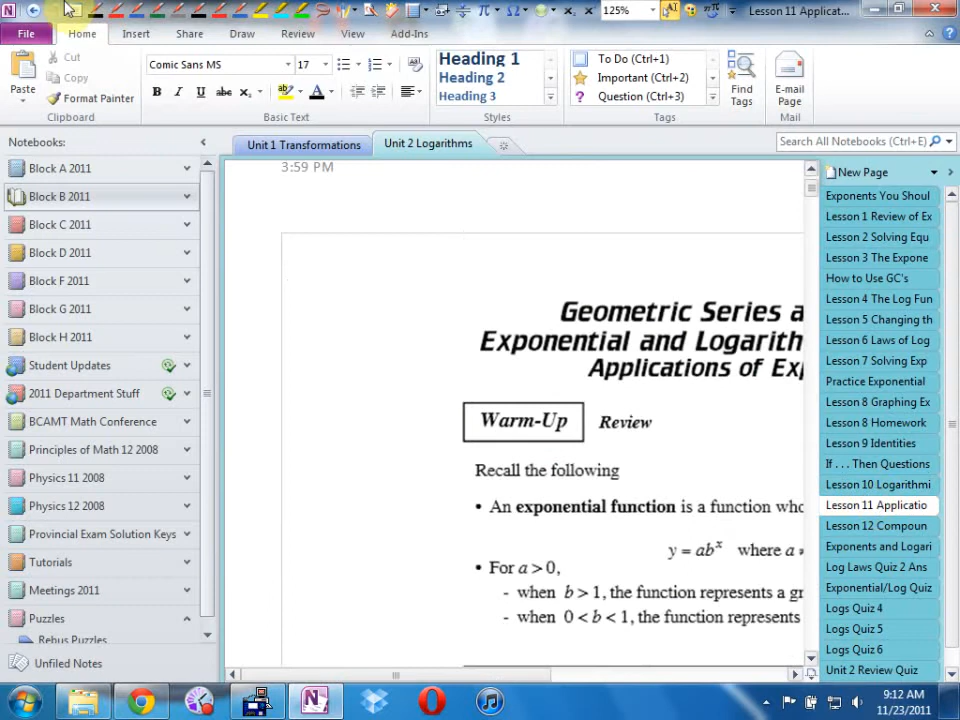 125%
Lesson 11 Applicat...
File
Home
Insert
Share
Draw
Review
View
Add-Ins
Paste
Cut
Copy
Format Painter
Clipboard
Comic Sans MS
17
B I U abc X₂
A
Basic Text
Heading 1
Heading 2
Heading 3
Styles
To Do (Ctrl+1)
Important (Ctrl+2)
Question (Ctrl+3)
Tags
Find
Tags
E-mail
Page
Mail
Notebooks:
Unit 1 Transformations
Unit 2 Logarithms
Search All Notebooks (Ctrl+E)
Block A 2011
Block B 2011
Block C 2011
Block D 2011
Block F 2011
Block G 2011
Block H 2011
Student Updates
2011 Department Stuff
BCAMT Math Conference
Principles of Math 12 2008
Physics 11 2008
Physics 12 2008
Provincial Exam Solution Keys
Tutorials
Meetings 2011
Puzzles
Rebus Puzzles
Unfiled Notes
3:59 PM
Geometric Series a
Exponential and Logarith
Applications of Exp
Warm-Up Review
Recall the following
• An exponential function is a function who
y = abˣ where a ≠
• For a > 0,
- when b > 1, the function represents a gr
- when 0 < b < 1, the function represents
New Page
Exponents You Shoul
Lesson 1 Review of Ex
Lesson 2 Solving Equ
Lesson 3 The Expone
How to Use GC's
Lesson 4 The Log Fun
Lesson 5 Changing th
Lesson 6 Laws of Log
Lesson 7 Solving Exp
Practice Exponential
Lesson 8 Graphing Ex
Lesson 8 Homework
Lesson 9 Identities
If . . . Then Questions
Lesson 10 Logarithmi
Lesson 11 Applicatio
Lesson 12 Compoun
Exponents and Logari
Log Laws Quiz 2 Ans
Exponential/Log Quiz
Logs Quiz 4
Logs Quiz 5
Logs Quiz 6
Unit 2 Review Quiz
9:12 AM
11/23/2011